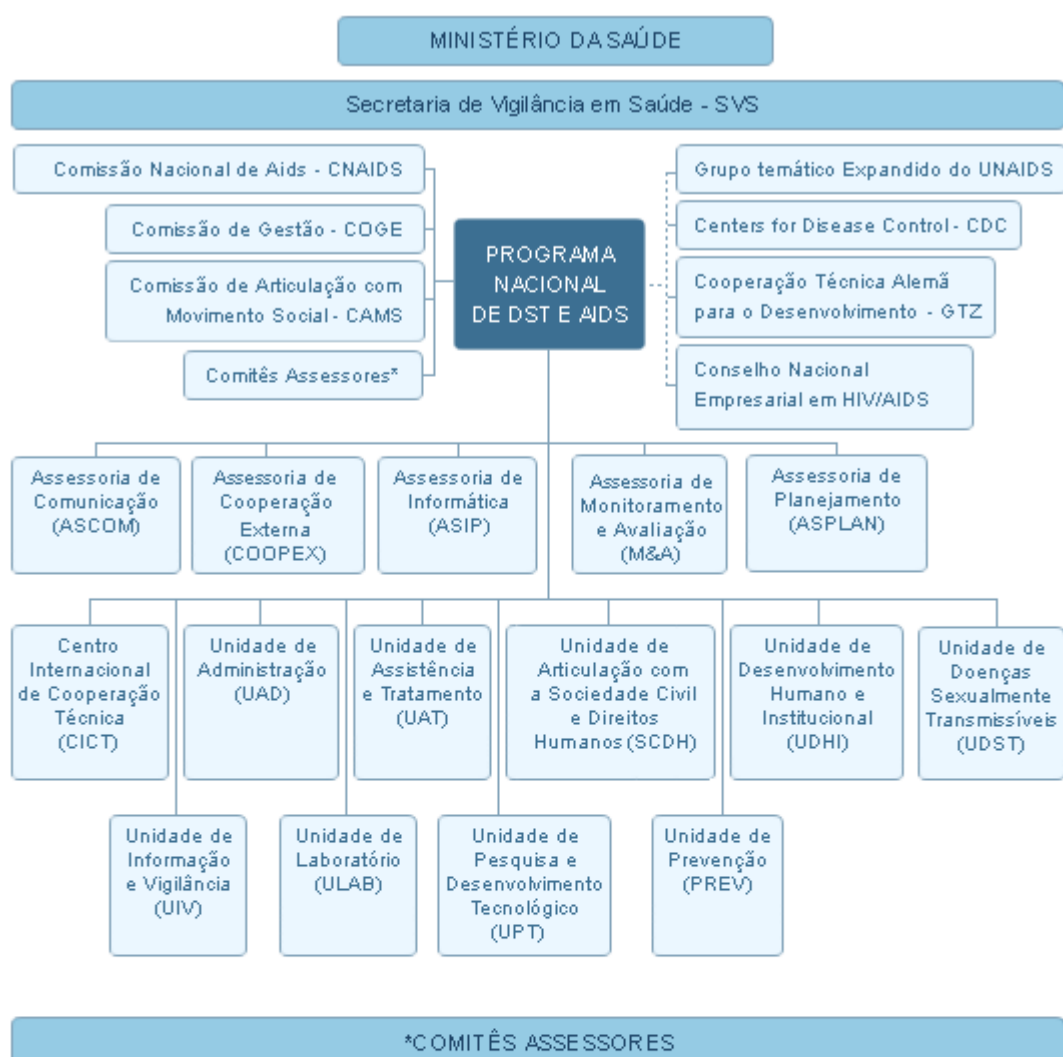 MINISTÉRIO DA SAÚDE
Secretaria de Vigilância em Saúde - SVS
Comissão Nacional de Aids - CNAIDS
Comissão de Gestão - COGE
Comissão de Articulação com
Movimento Social - CAMS
Comitês Assessores*
PROGRAMA
NACIONAL
DE DST E AIDS
Grupo temático Expandido do UNAIDS
Centers for Disease Control - CDC
Cooperação Técnica Alemã
para o Desenvolvimento - GTZ
Conselho Nacional
Empresarial em HIV/AIDS
Assessoria de
Comunicação
(ASCOM)
Assessoria de
Cooperação
Externa
(COOPEX)
Assessoria de
Informática
(ASIP)
Assessoria de
Monitoramento
e Avaliação
(M&A)
Assessoria de
Planejamento
(ASPLAN)
Centro
Internacional
de Cooperação
Técnica
(CICT)
Unidade de
Administração
(UAD)
Unidade de
Assistência
e Tratamento
(UAT)
Unidade de
Articulação com
a Sociedade Civil
e Direitos
Humanos (SCDH)
Unidade de
Desenvolvimento
Humano e
Institucional
(UDHI)
Unidade de
Doenças
Sexualmente
Transmissíveis
(UDST)
Unidade de
Informação
e Vigilância
(UIV)
Unidade de
Laboratório
(ULAB)
Unidade de
Pesquisa e
Desenvolvimento
Tecnológico
(UPT)
Unidade de
Prevenção
(PREV)
*COMITÊS ASSESSORES